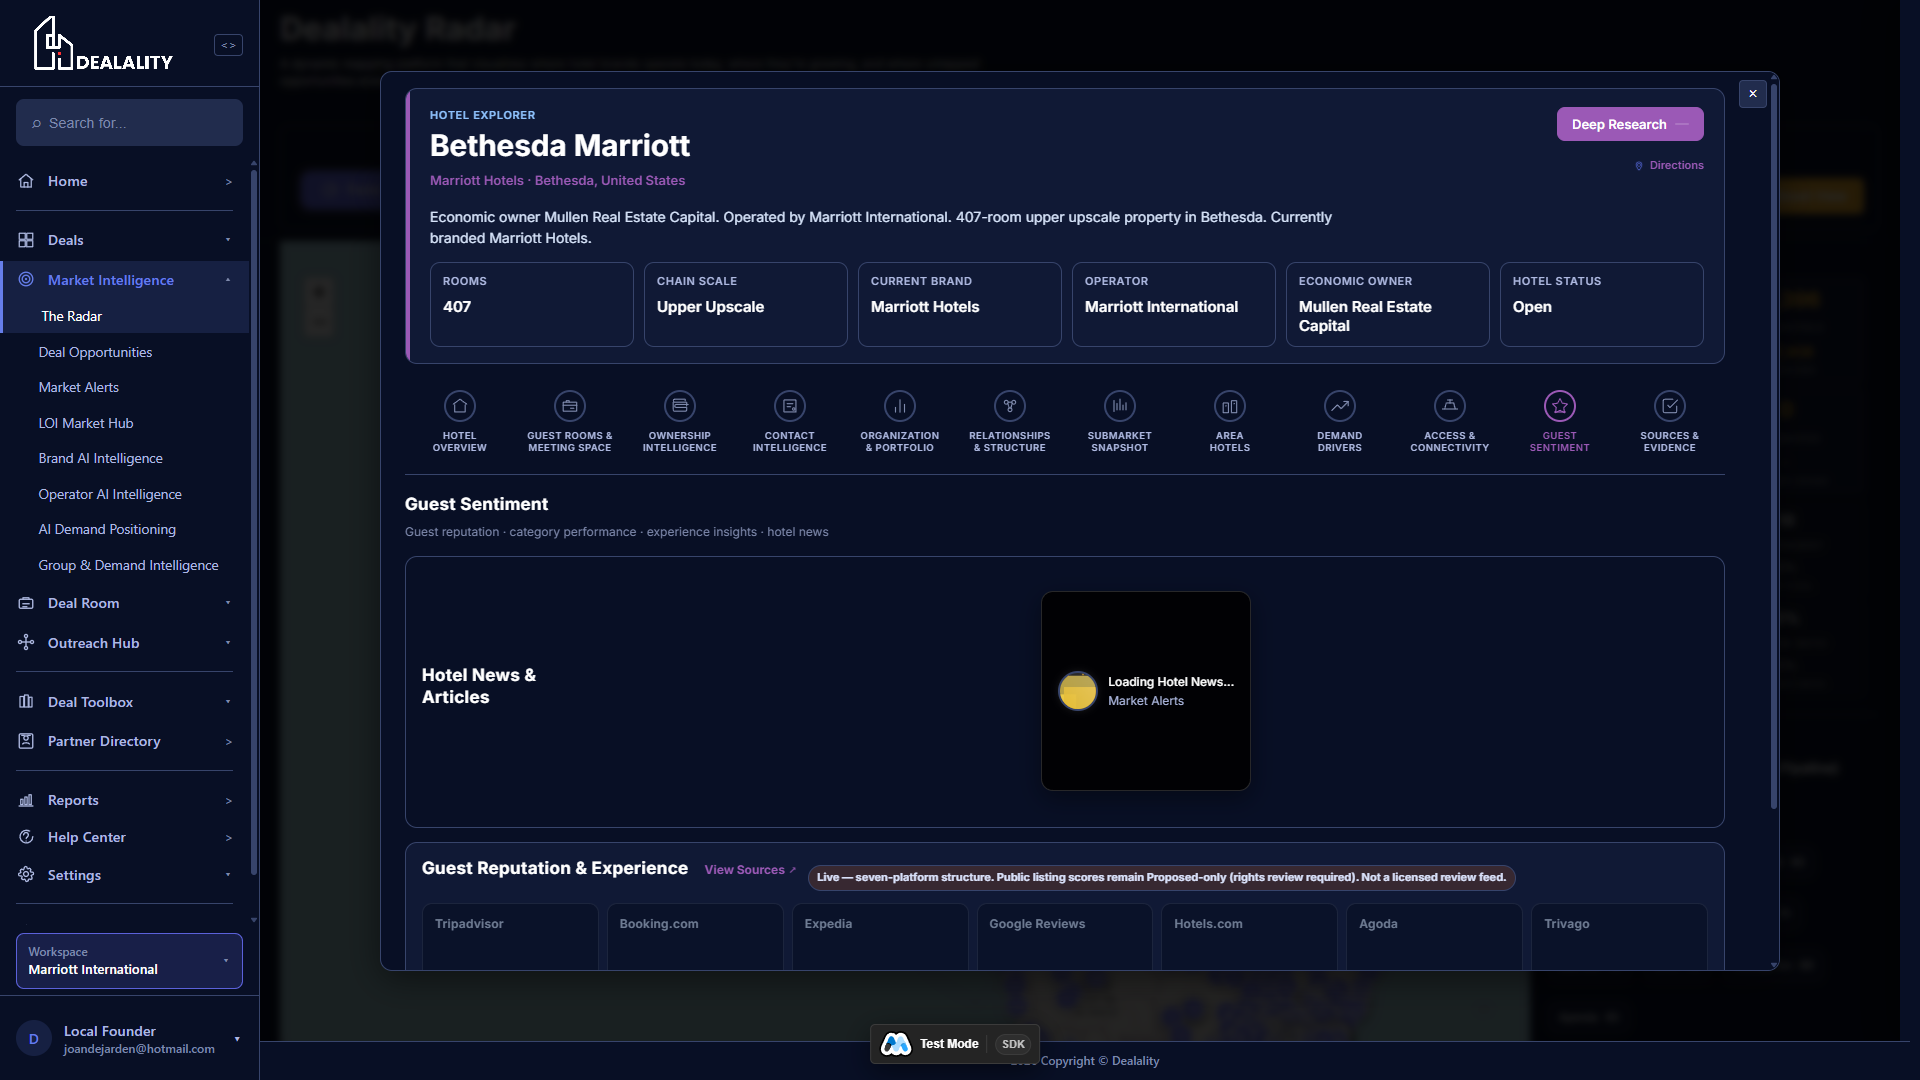 DEALALITY
< >
Search for...
Home
Deals
Market Intelligence
The Radar
Deal Opportunities
Market Alerts
LOI Market Hub
Brand AI Intelligence
Operator AI Intelligence
AI Demand Positioning
Group & Demand Intelligence
Deal Room
Outreach Hub
Deal Toolbox
Partner Directory
Reports
Help Center
Settings
Workspace
Marriott International
D
Local Founder
joandejarden@hotmail.com
Dealality Radar
HOTEL EXPLORER
Bethesda Marriott
Marriott Hotels · Bethesda, United States
Deep Research
Directions
Economic owner Mullen Real Estate Capital. Operated by Marriott International. 407-room upper upscale property in Bethesda. Currently
branded Marriott Hotels.
ROOMS
407
CHAIN SCALE
Upper Upscale
CURRENT BRAND
Marriott Hotels
OPERATOR
Marriott International
ECONOMIC OWNER
Mullen Real Estate
Capital
HOTEL STATUS
Open
HOTEL
OVERVIEW
GUEST ROOMS &
MEETING SPACE
OWNERSHIP
INTELLIGENCE
CONTACT
INTELLIGENCE
ORGANIZATION
& PORTFOLIO
RELATIONSHIPS
& STRUCTURE
SUBMARKET
SNAPSHOT
AREA
HOTELS
DEMAND
DRIVERS
ACCESS &
CONNECTIVITY
GUEST
SENTIMENT
SOURCES &
EVIDENCE
Guest Sentiment
Guest reputation · category performance · experience insights · hotel news
Hotel News &
Articles
Loading Hotel News...
Market Alerts
Guest Reputation & Experience
View Sources ↗
Live — seven-platform structure. Public listing scores remain Proposed-only (rights review required). Not a licensed review feed.
Tripadvisor
Booking.com
Expedia
Google Reviews
Hotels.com
Agoda
Trivago
Test Mode
SDK
Copyright © Dealality